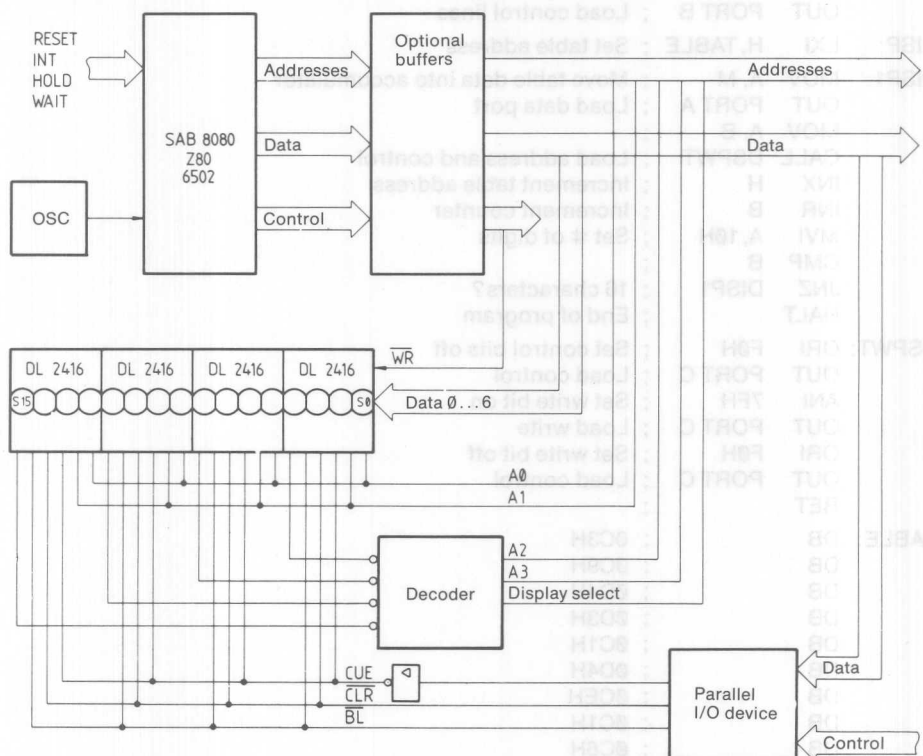 RESET
INT
HOLD
WAIT
OSC
SAB 8080
Z80
6502
Addresses
Data
Control
Optional
buffers
Addresses
Data
DL 2416 DL 2416 DL 2416 DL 2416
S15 S0
WR
Data 0...6
A0
A1
Decoder
A2
A3
Display select
CUE
CLR
BL
Parallel
I/O device
Data
Control